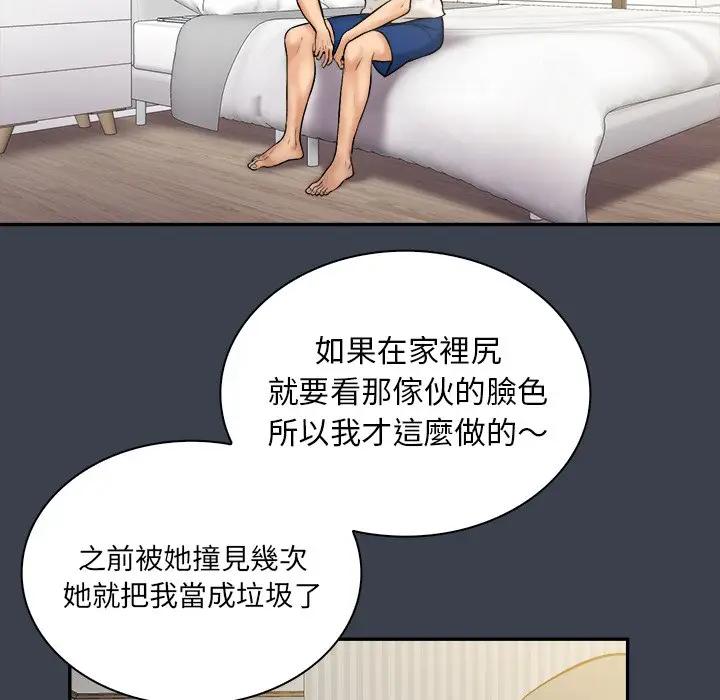 如果在家裡尻
就要看那傢伙的臉色
所以我才這麼做的～
之前被她撞見幾次
她就把我當成垃圾了